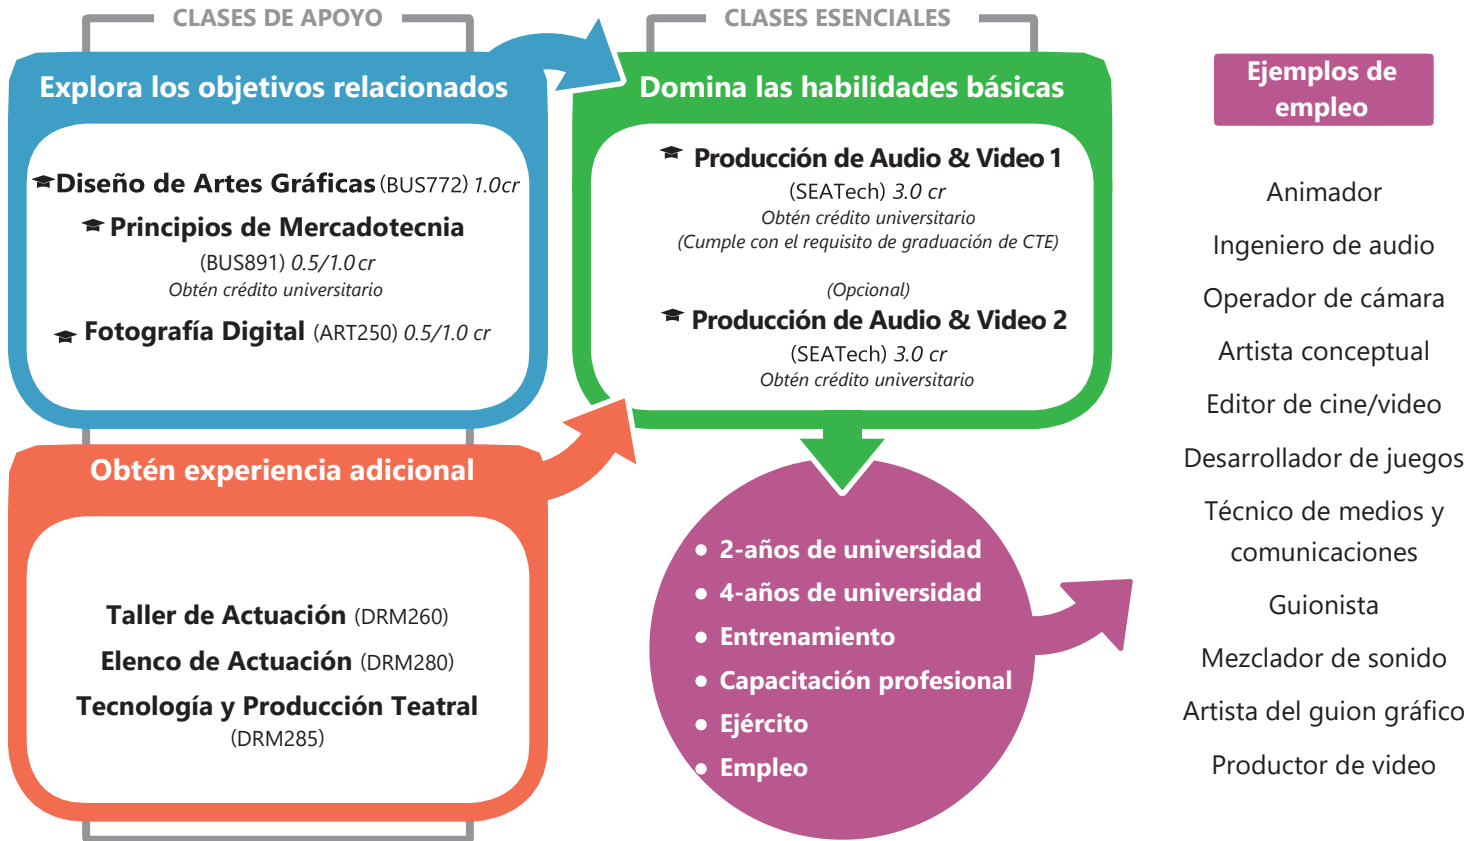 CLASES DE APOYO
Explora los objetivos relacionados
Diseño de Artes Gráficas (BUS772) 1.0cr
Principios de Mercadotecnia
(BUS891) 0.5/1.0 cr
Obtén crédito universitario
Fotografía Digital (ART250) 0.5/1.0 cr
Obtén experiencia adicional
Taller de Actuación (DRM260)
Elenco de Actuación (DRM280)
Tecnología y Producción Teatral
(DRM285)
CLASES ESENCIALES
Domina las habilidades básicas
Producción de Audio & Video 1
(SEATech) 3.0 cr
Obtén crédito universitario
(Cumple con el requisito de graduación de CTE)
(Opcional)
Producción de Audio & Video 2
(SEATech) 3.0 cr
Obtén crédito universitario
• 2-años de universidad
• 4-años de universidad
• Entrenamiento
• Capacitación profesional
• Ejército
• Empleo
Ejemplos de
empleo
Animador
Ingeniero de audio
Operador de cámara
Artista conceptual
Editor de cine/video
Desarrollador de juegos
Técnico de medios y
comunicaciones
Guionista
Mezclador de sonido
Artista del guion gráfico
Productor de video